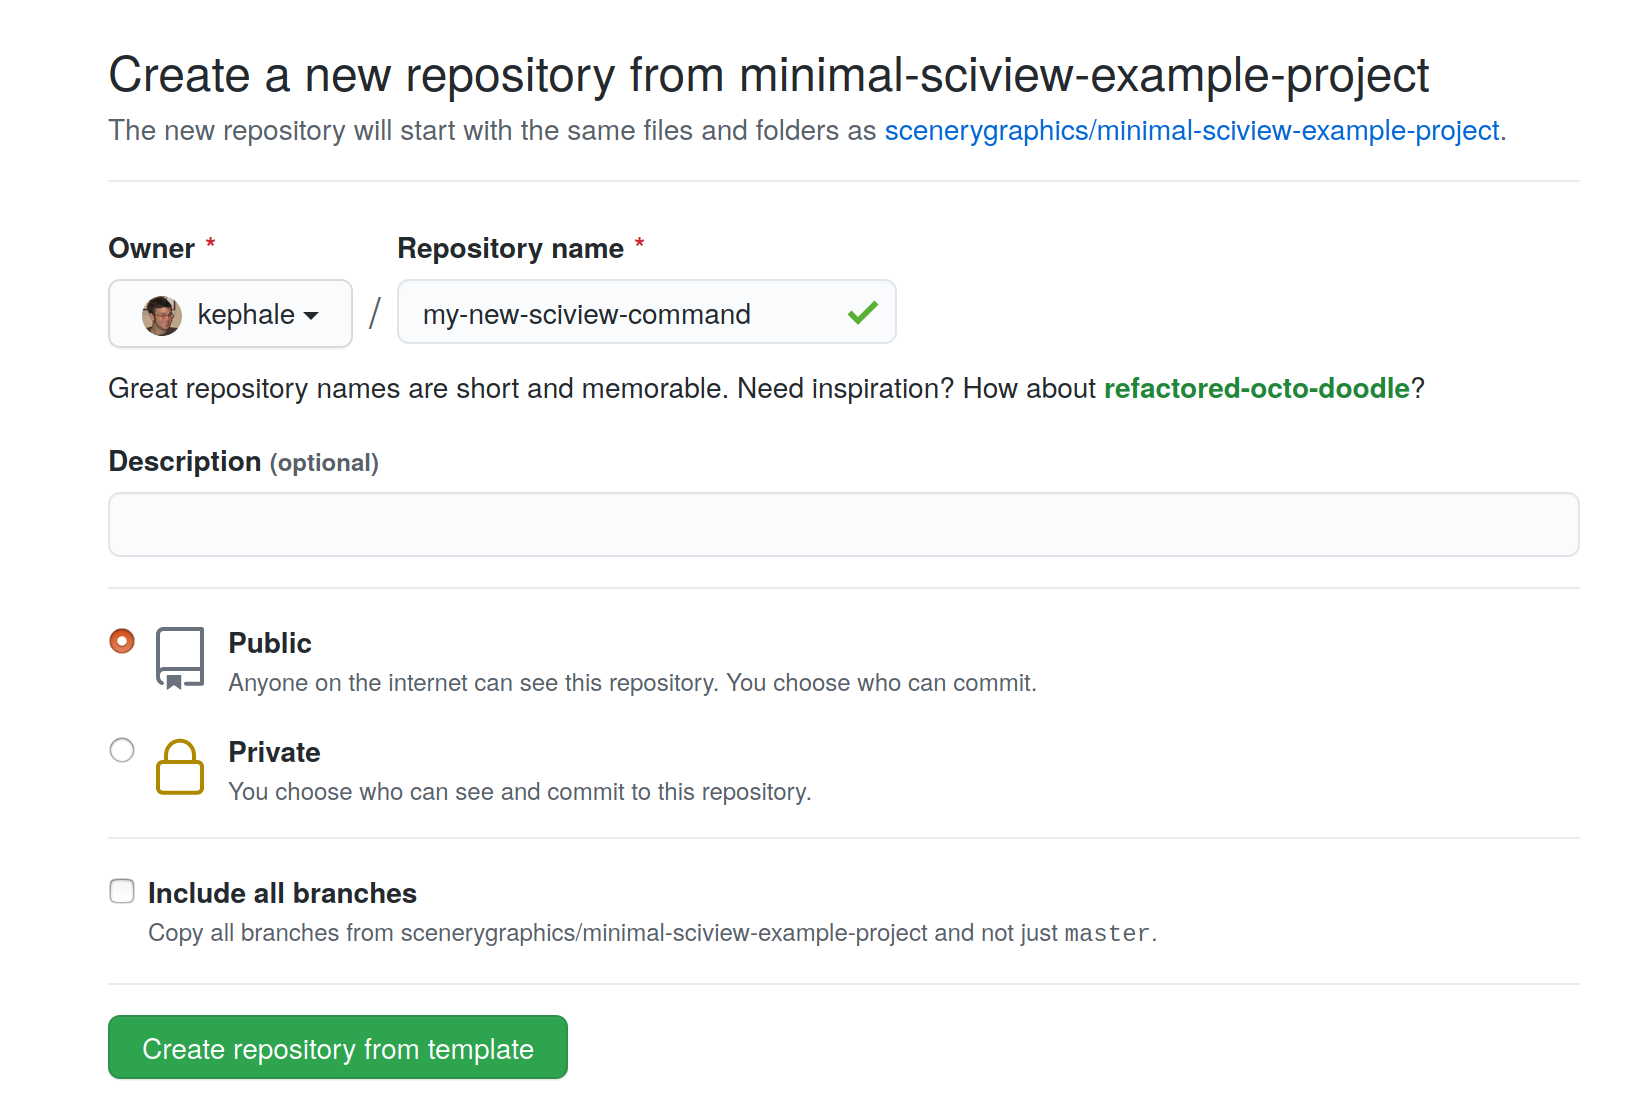 Create a new repository from minimal-sciview-example-project
The new repository will start with the same files and folders as scenerygraphics/minimal-sciview-example-project.
Owner * Repository name *
kephale / my-new-sciview-command
Great repository names are short and memorable. Need inspiration? How about refactored-octo-doodle?
Description (optional)
Public
Anyone on the internet can see this repository. You choose who can commit.
Private
You choose who can see and commit to this repository.
Include all branches
Copy all branches from scenerygraphics/minimal-sciview-example-project and not just master.
Create repository from template